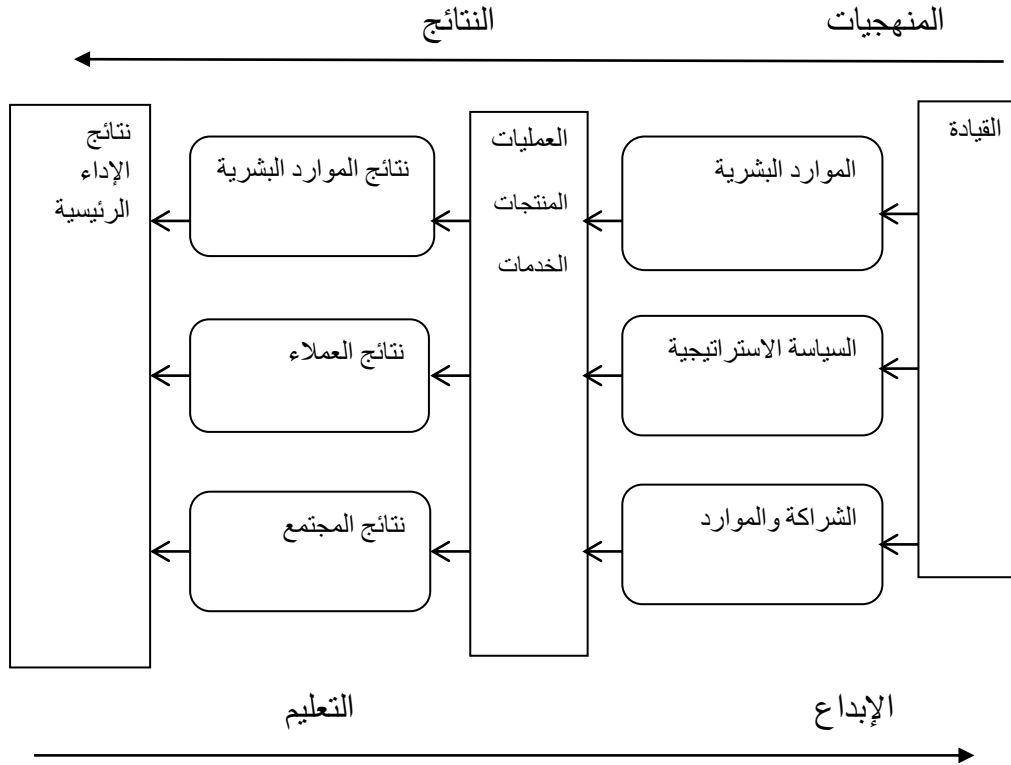 المنهجيات
النتائج
القيادة
الموارد البشرية
السياسة الاستراتيجية
الشراكة والموارد
العمليات
المنتجات
الخدمات
نتائج الموارد البشرية
نتائج العملاء
نتائج المجتمع
نتائج
الإداء
الرئيسية
الإبداع
التعليم